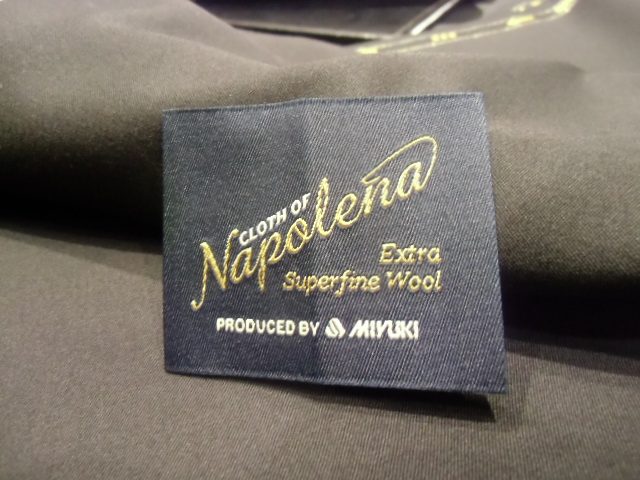 CLOTH OF
Napolena
Extra
Superfine Wool
PRODUCED BY MIYUKI